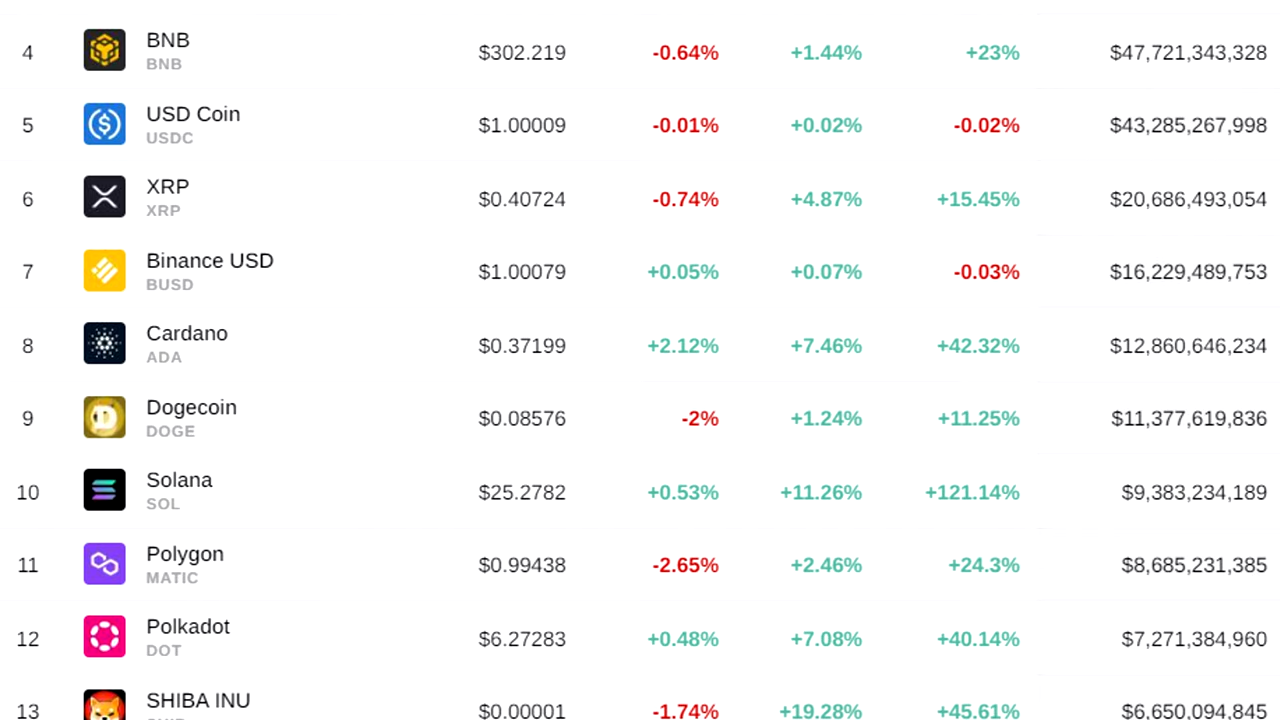 4 BNB $302.219 -0.64% +1.44% +23% $47,721,343,328
BNB
5 USD Coin $1.00009 -0.01% +0.02% -0.02% $43,285,267,998
USDC
6 XRP $0.40724 -0.74% +4.87% +15.45% $20,686,493,054
XRP
7 Binance USD $1.00079 +0.05% +0.07% -0.03% $16,229,489,753
BUSD
8 Cardano $0.37199 +2.12% +7.46% +42.32% $12,860,646,234
ADA
9 Dogecoin $0.08576 -2% +1.24% +11.25% $11,377,619,836
DOGE
10 Solana $25.2782 +0.53% +11.26% +121.14% $9,383,234,189
SOL
11 Polygon $0.99438 -2.65% +2.46% +24.3% $8,685,231,385
MATIC
12 Polkadot $6.27283 +0.48% +7.08% +40.14% $7,271,384,960
DOT
13 SHIBA INU $0.00001 -1.74% +19.28% +45.61% $6,650,094,845